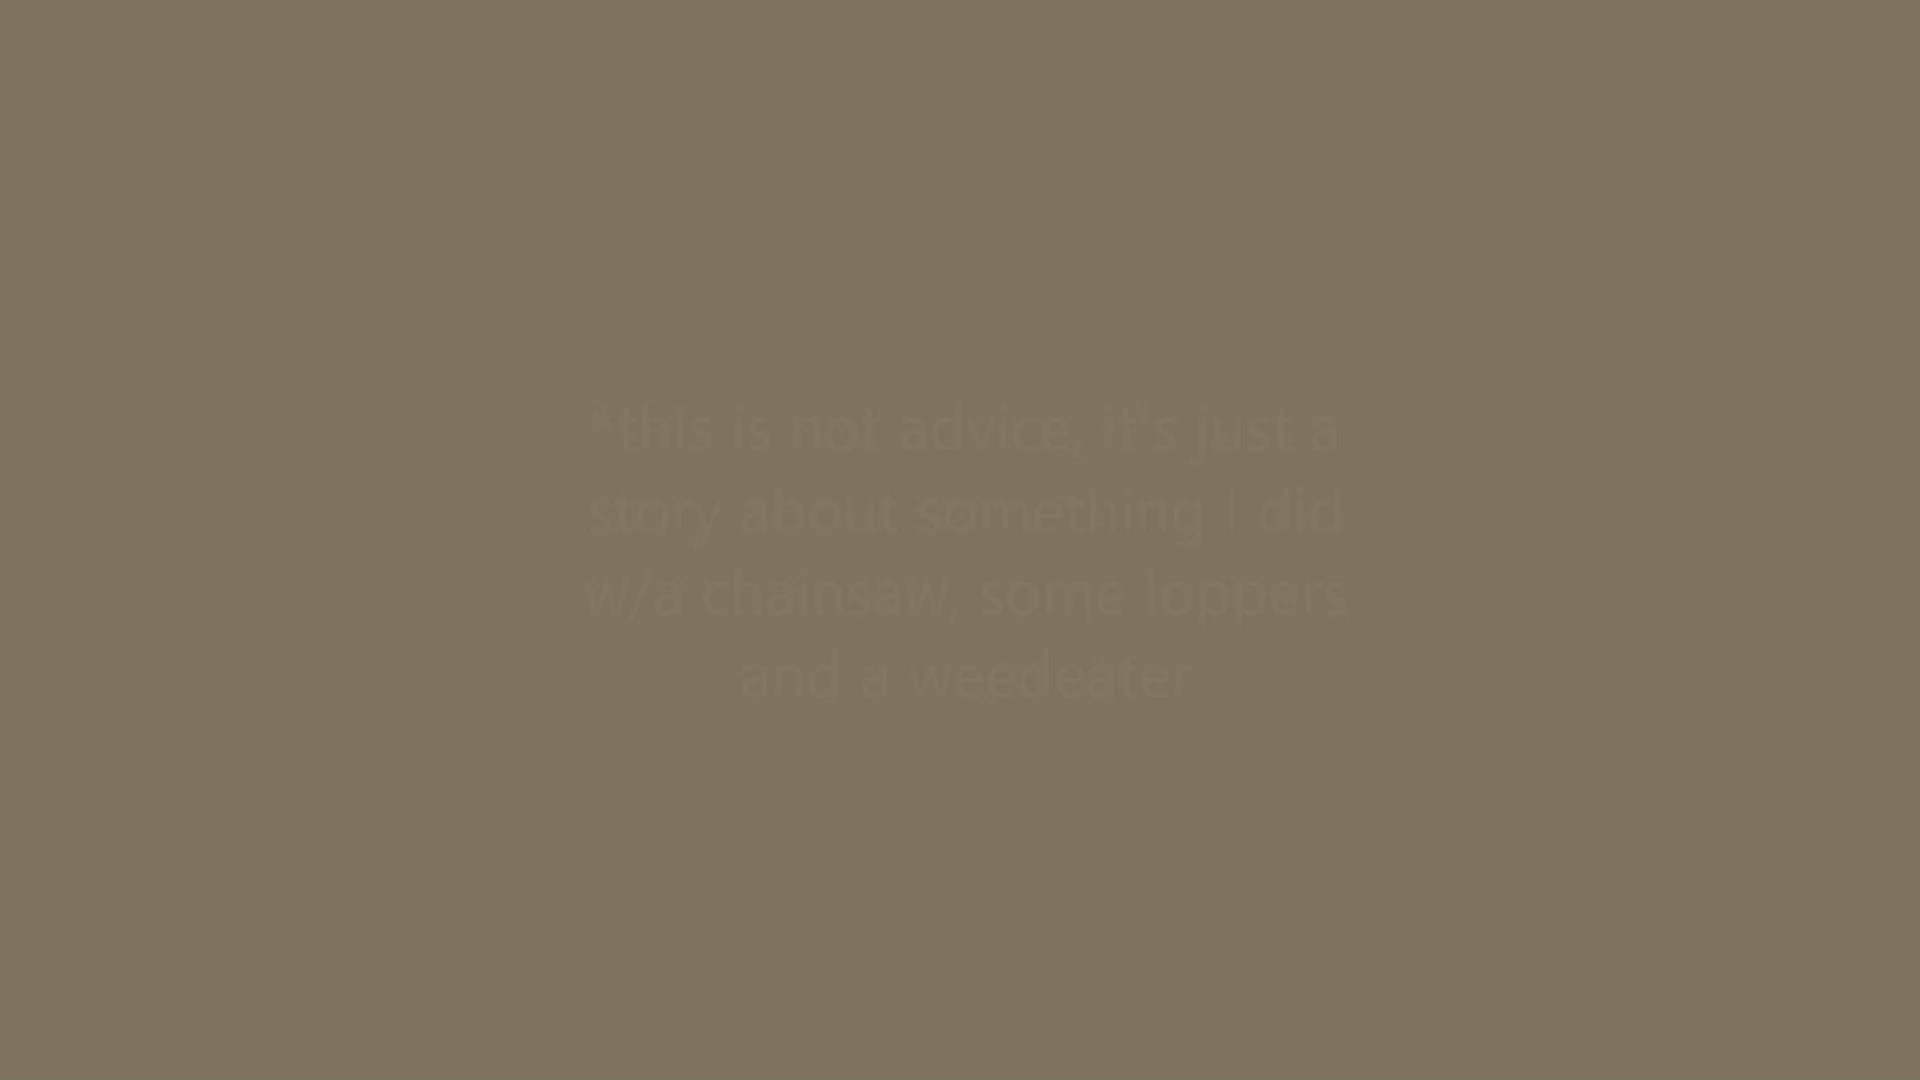 *this is not advice, it's just a
story about something I did
w/a chainsaw, some loppers
and a weedeater